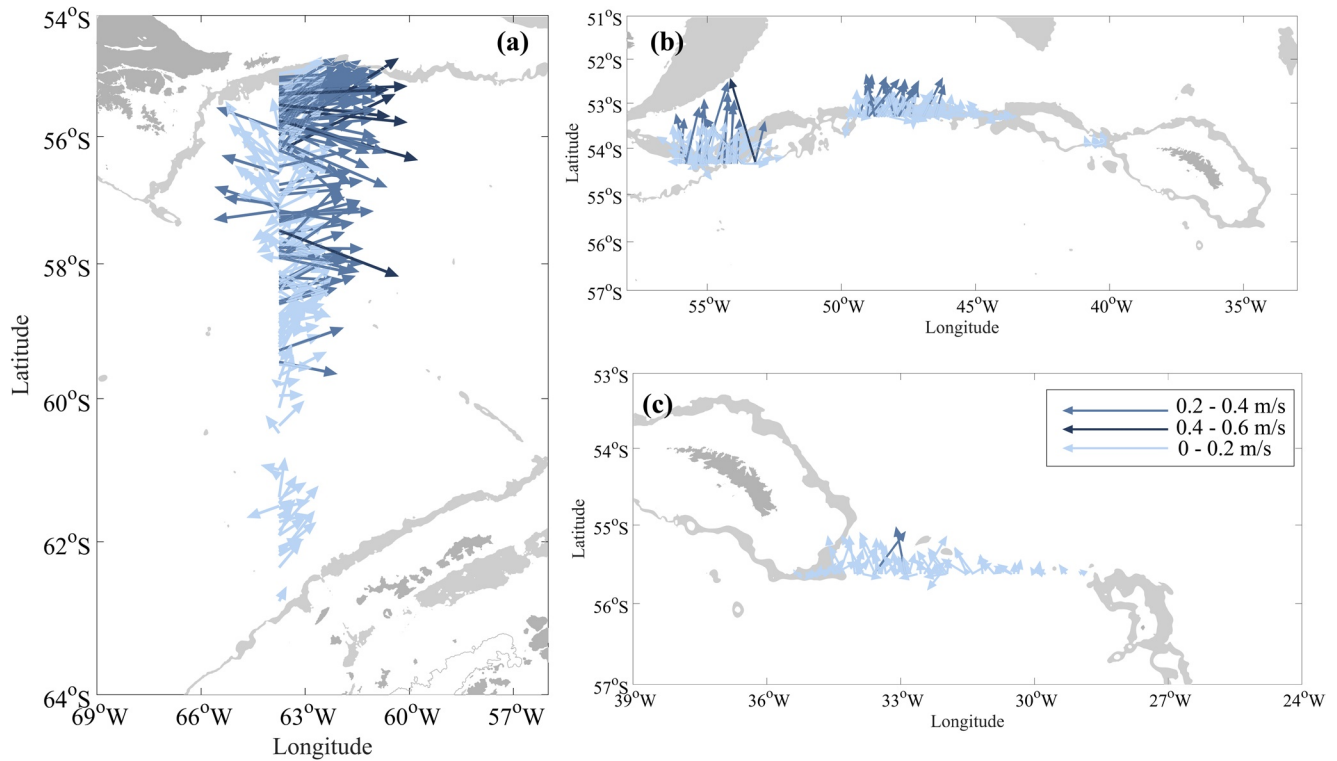 (a)
54°S
56°S
58°S
60°S
62°S
64°S
Latitude
69°W 66°W 63°W 60°W 57°W
Longitude
(b)
51°S
52°S
53°S
54°S
55°S
56°S
57°S
Latitude
55°W 50°W 45°W 40°W 35°W
Longitude
(c)
53°S
54°S
55°S
56°S
57°S
Latitude
39°W 36°W 33°W 30°W 27°W 24°W
Longitude
0.2 - 0.4 m/s
0.4 - 0.6 m/s
0 - 0.2 m/s